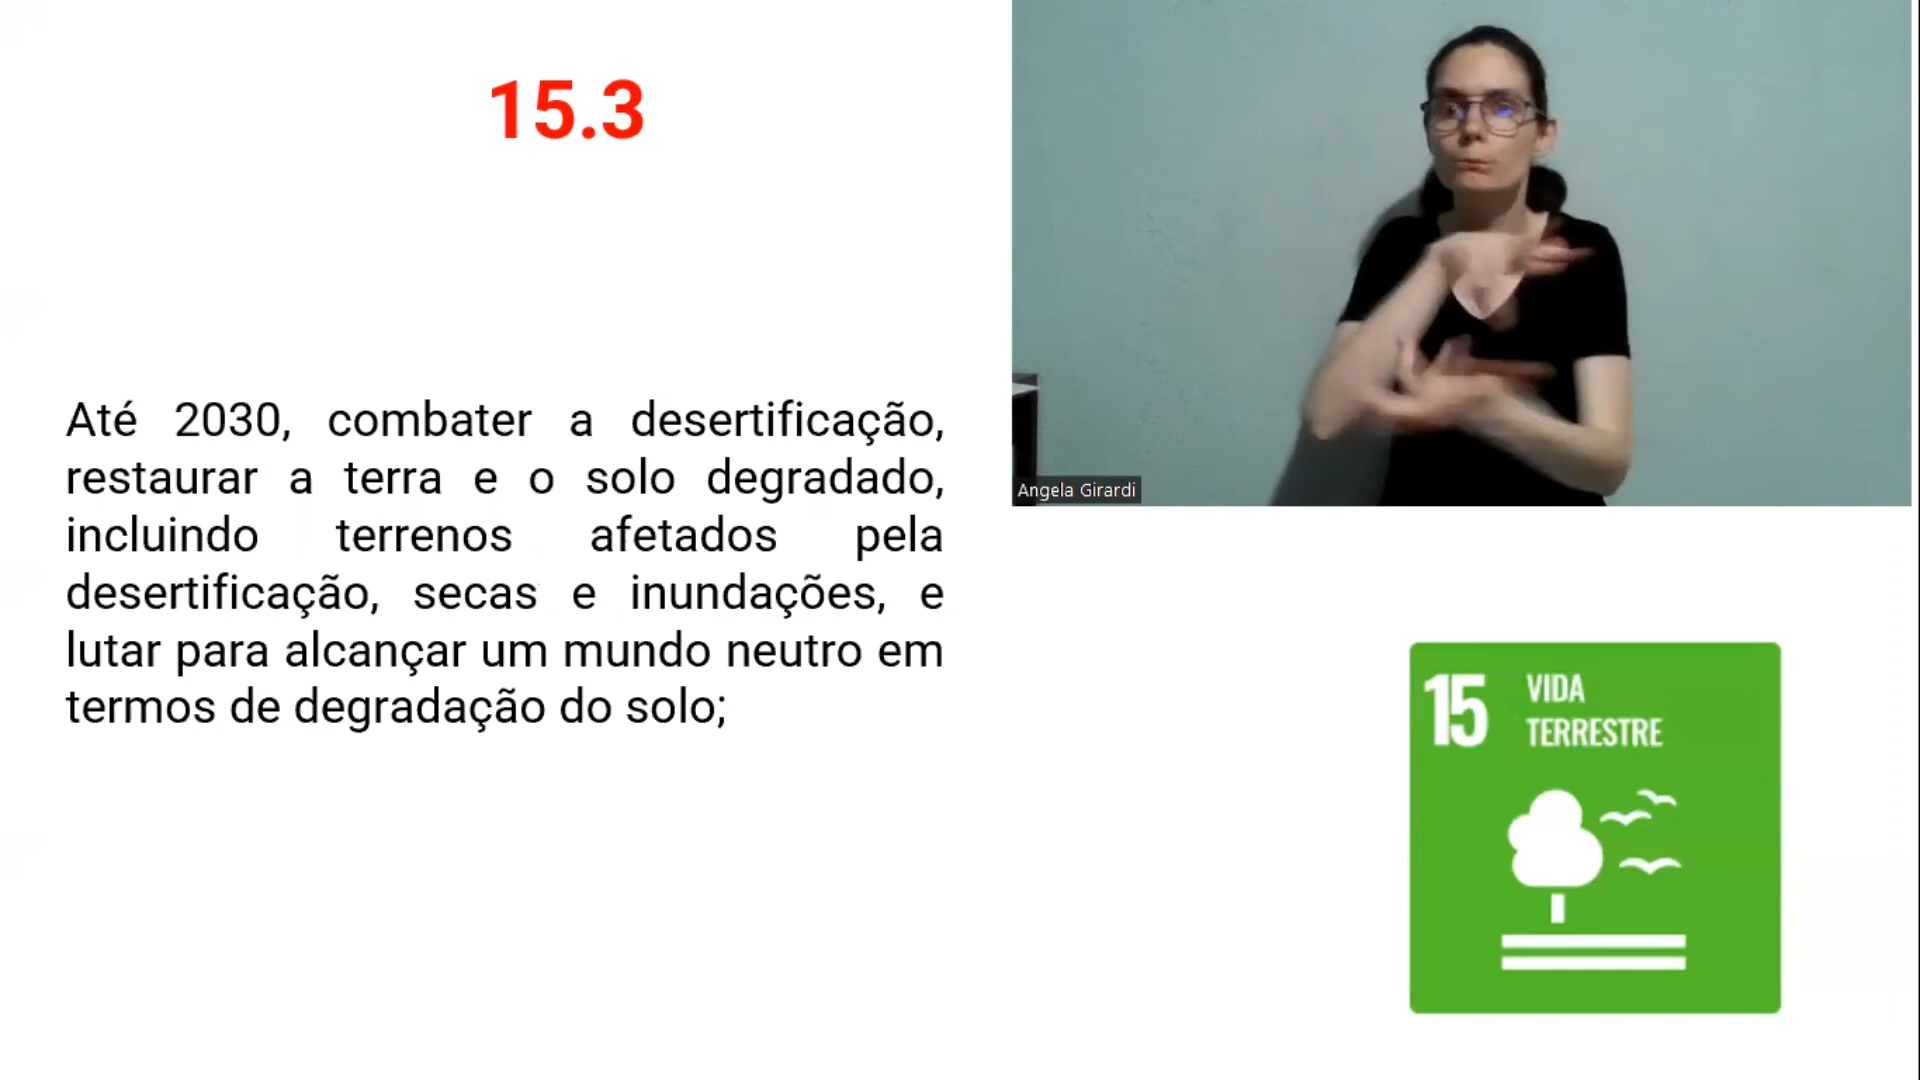 15.3
Até 2030, combater a desertificação,
restaurar a terra e o solo degradado,
incluindo terrenos afetados pela
desertificação, secas e inundações, e
lutar para alcançar um mundo neutro em
termos de degradação do solo;
Angela Girardi
15 VIDA
TERRESTRE